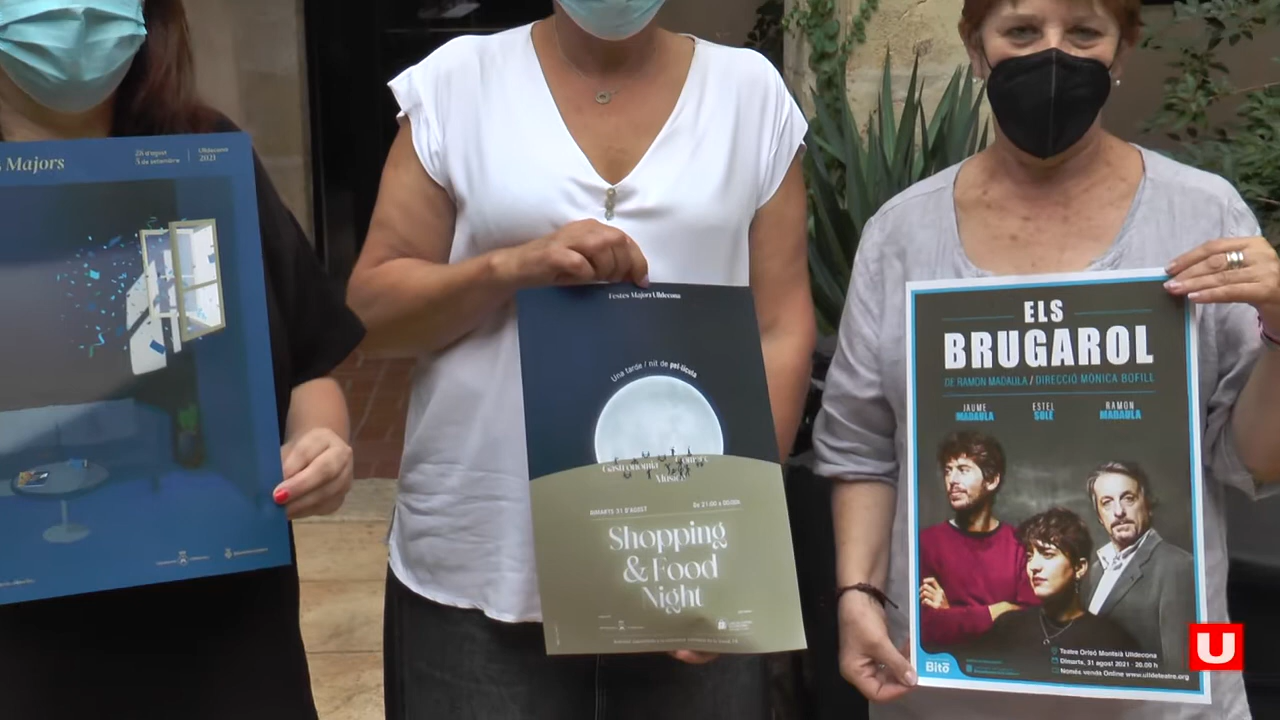 s Majors
28 d'agost
5 de setembre
Ulldecona
2021
Festes Majors Ulldecona
Una tarde / nit de pel·lícula
Gastronomia
Música
DIMARTS 31 D'AGOST
De 21:00 a 00:00h
Shopping
& Food
Night
ELS
BRUGAROL
DE RAMON MADAULA / DIRECCIÓ MÒNICA BOFILL
JAUME
MADAULA
ESTEL
SOLÉ
RAMON
MADAULA
Teatre Orfeó Montsià Ulldecona
Dimarts, 31 agost 2021 · 20.00 h
Només venda Online www.ulldeteatre.org
Bitò
U